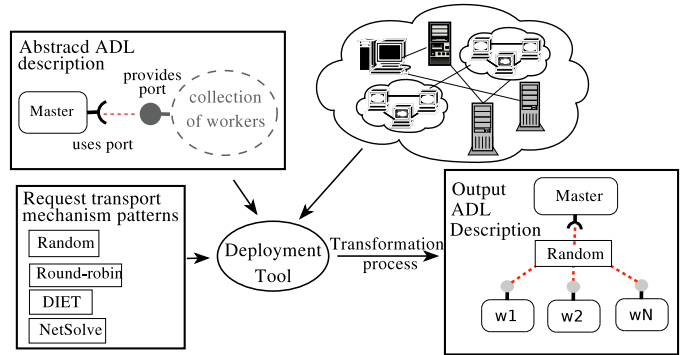 Abstracd ADL
description
provides
port
Master
collection
of workers
uses port
Request transport
mechanism patterns
Random
Round-robin
DIET
NetSolve
Deployment
Tool
Transformation
process
Output
ADL
Description
Master
Random
w1
w2
wN